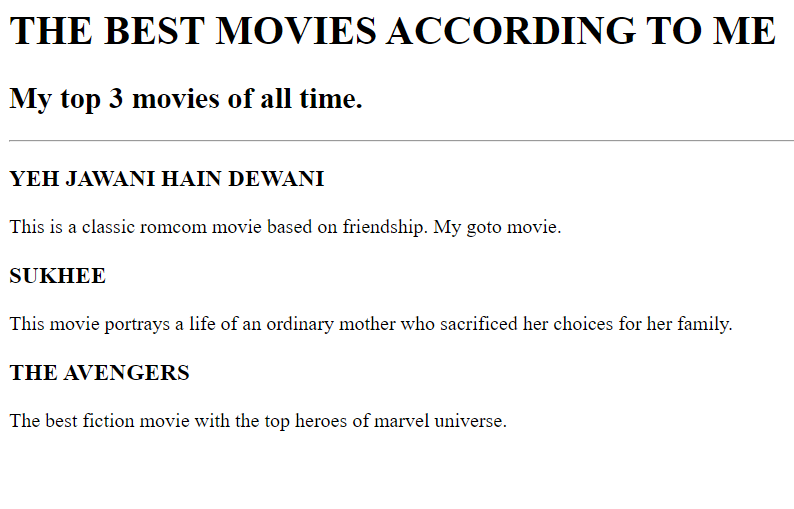 THE BEST MOVIES ACCORDING TO ME
My top 3 movies of all time.
YEH JAWANI HAIN DEWANI
This is a classic romcom movie based on friendship. My goto movie.
SUKHEE
This movie portrays a life of an ordinary mother who sacrificed her choices for her family.
THE AVENGERS
The best fiction movie with the top heroes of marvel universe.